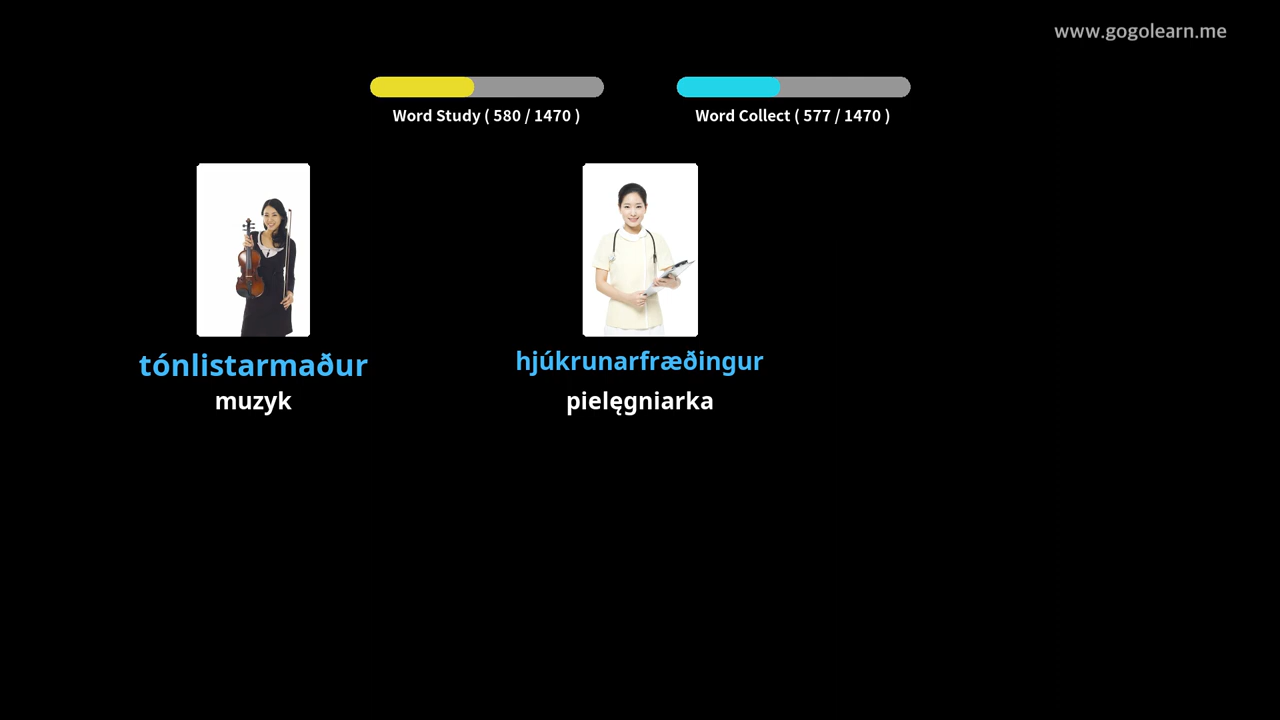 www.gogolearn.me
Word Study ( 580 / 1470 )
Word Collect ( 577 / 1470 )
tónlistarmaður
muzyk
hjúkrunarfræðingur
pielęgniarka